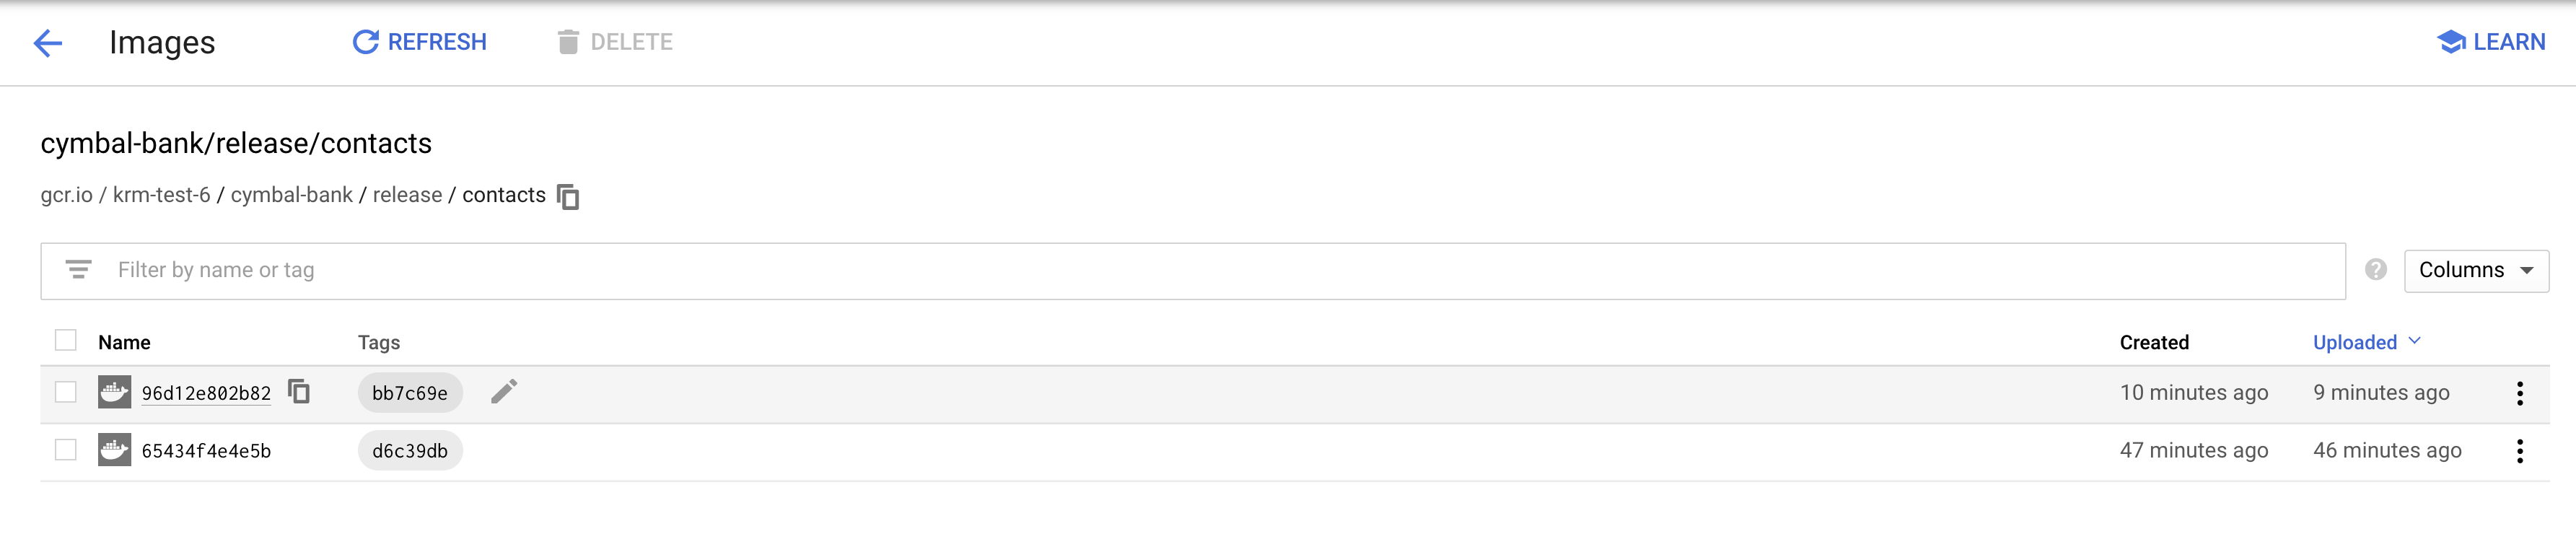 Images REFRESH DELETE LEARN
cymbal-bank/release/contacts
gcr.io / krm-test-6 / cymbal-bank / release / contacts
Filter by name or tag ? Columns
Name Tags Created Uploaded
96d12e802b82 bb7c69e 10 minutes ago 9 minutes ago
65434f4e4e5b d6c39db 47 minutes ago 46 minutes ago